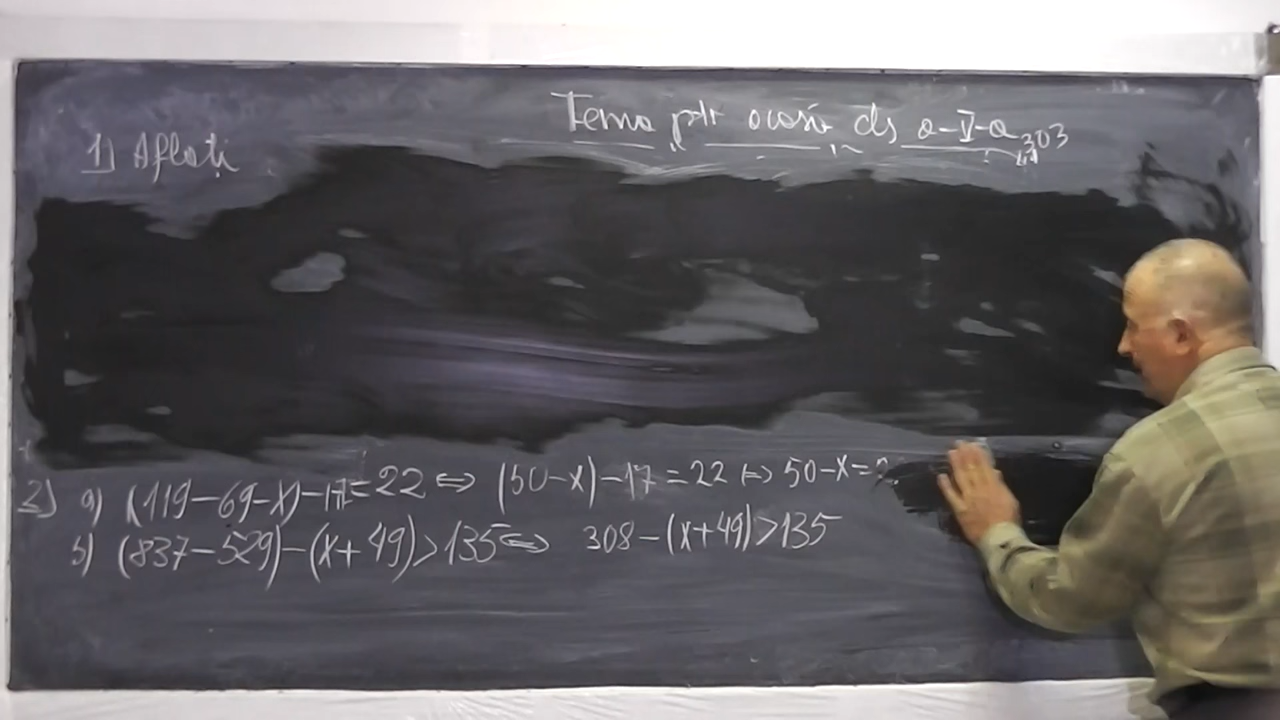 Tema ptr acasă cls a-V-a 303
1) Aflați
2) a) (119-69-x)-17=22 ⇔ (50-x)-17=22 ⇔ 50-x=
b) (837-529)-(x+49)>135 ⇔ 308-(x+49)>135